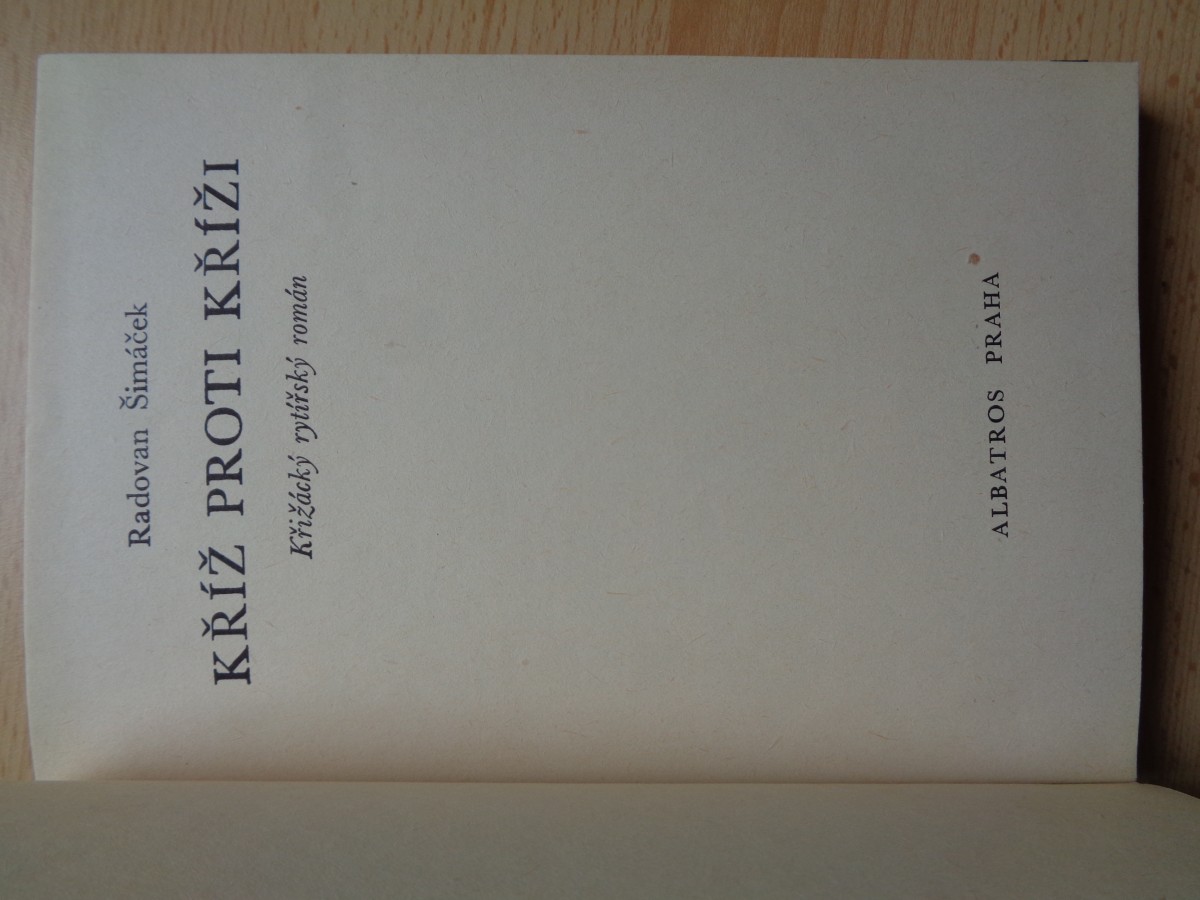 Radovan Šimáček
KŘÍŽ PROTI KŘÍŽI
Křižácký rytířský román
ALBATROS PRAHA